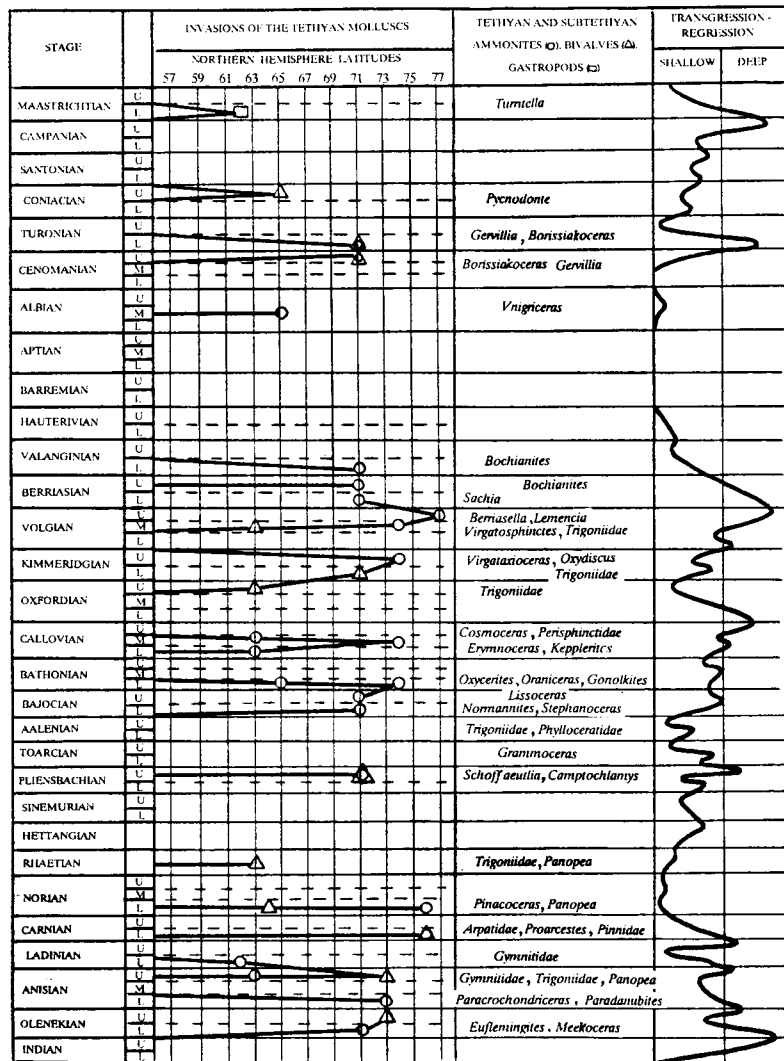 STAGE
INVASIONS OF THE TETHYAN MOLLUSCS
NORTHERN HEMISPHERE LATITUDES
57 59 61 63 65 67 69 71 73 75 77
TETHYAN AND SUBTETHYAN
AMMONITES (O), BIVALVES (△),
GASTROPODS (□)
TRANSGRESSION -
REGRESSION
SHALLOW DEEP
MAASTRICHTIAN U L Turritella
CAMPANIAN U L
SANTONIAN U L
CONIACIAN U L Pycnodonte
TURONIAN U L Gervillia, Borissiakoceras
CENOMANIAN U M L Borissiakoceras Gervillia
ALBIAN U M L Vnigriceras
APTIAN U M L
BARREMIAN U L
HAUTERIVIAN U L
VALANGINIAN U L Bochianites
BERRIASIAN U L Bochianites
Sachia
VOLGIAN U M L Berriasella, Lemencia
Virgatosphinctes, Trigoniidae
KIMMERIDGIAN U L Virgataxioceras, Oxydiscus
Trigoniidae
OXFORDIAN U M L Trigoniidae
CALLOVIAN U M L Cosmoceras, Perisphinctidae
Erymnoceras, Kepplerites
BATHONIAN U M L Oxycerites, Oraniceras, Gonolkites
Lissoceras
BAJOCIAN U L Normannites, Stephanoceras
AALENIAN Trigoniidae, Phylloceratidae
TOARCIAN U L Grammoceras
PLIENSBACHIAN U L Camptochlamys
SINEMURIAN U L
HETTANGIAN
RHAETIAN Trigoniidae, Panopea
NORIAN U M L Pinacoceras, Panopea
CARNIAN U L Arpatidae, Proarcestes, Pinnidae
LADINIAN U L Gymnitidae
ANISIAN U M L Gymnitidae, Trigoniidae, Panopea
Paracrochordiceras, Paradanubites
OLENEKIAN U L Euflemingites, Meekoceras
INDIAN U L